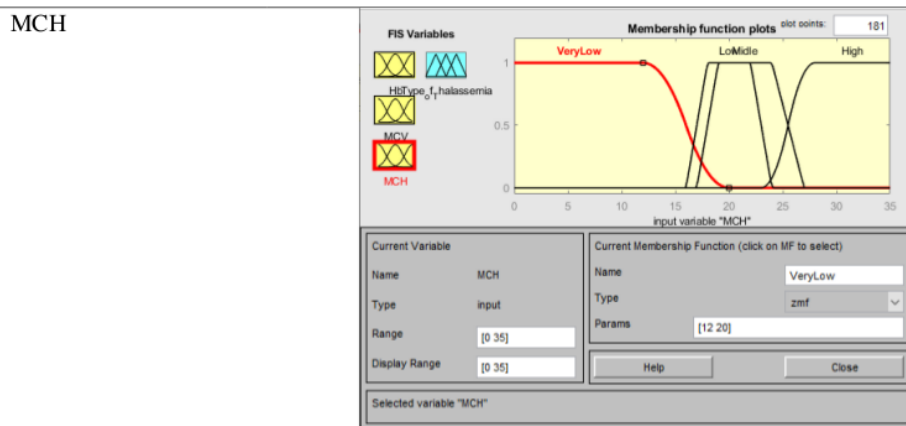 MCH
FIS Variables
Membership function plots plot points: 181
VeryLow Low Midle High
HbType_of_Thalassemia
MCV
MCH
1
0.5
0
0 5 10 15 20 25 30 35
input variable "MCH"
Current Variable
Name MCH
Type input
Range [0 35]
Display Range [0 35]
Current Membership Function (click on MF to select)
Name VeryLow
Type zmf
Params [12 20]
Help Close
Selected variable "MCH"